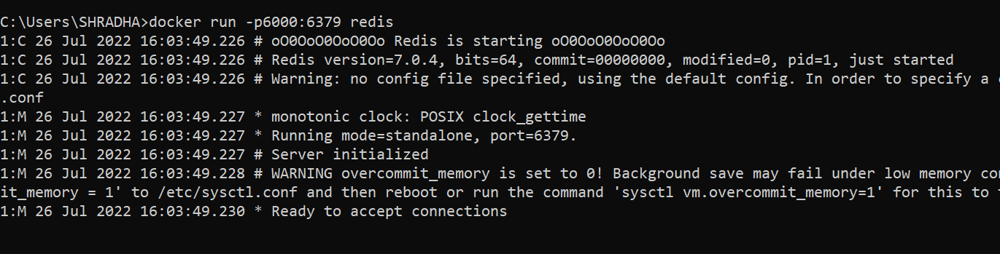 C:\Users\SHRADHA>docker run -p6000:6379 redis
1:C 26 Jul 2022 16:03:49.226 # oO0OoO0OoO0Oo Redis is starting oO0OoO0OoO0Oo
1:C 26 Jul 2022 16:03:49.226 # Redis version=7.0.4, bits=64, commit=00000000, modified=0, pid=1, just started
1:C 26 Jul 2022 16:03:49.226 # Warning: no config file specified, using the default config. In order to specify a
.conf
1:M 26 Jul 2022 16:03:49.227 * monotonic clock: POSIX clock_gettime
1:M 26 Jul 2022 16:03:49.227 * Running mode=standalone, port=6379.
1:M 26 Jul 2022 16:03:49.227 # Server initialized
1:M 26 Jul 2022 16:03:49.228 # WARNING overcommit_memory is set to 0! Background save may fail under low memory
it_memory = 1' to /etc/sysctl.conf and then reboot or run the command 'sysctl vm.overcommit_memory=1' for this to
1:M 26 Jul 2022 16:03:49.230 * Ready to accept connections